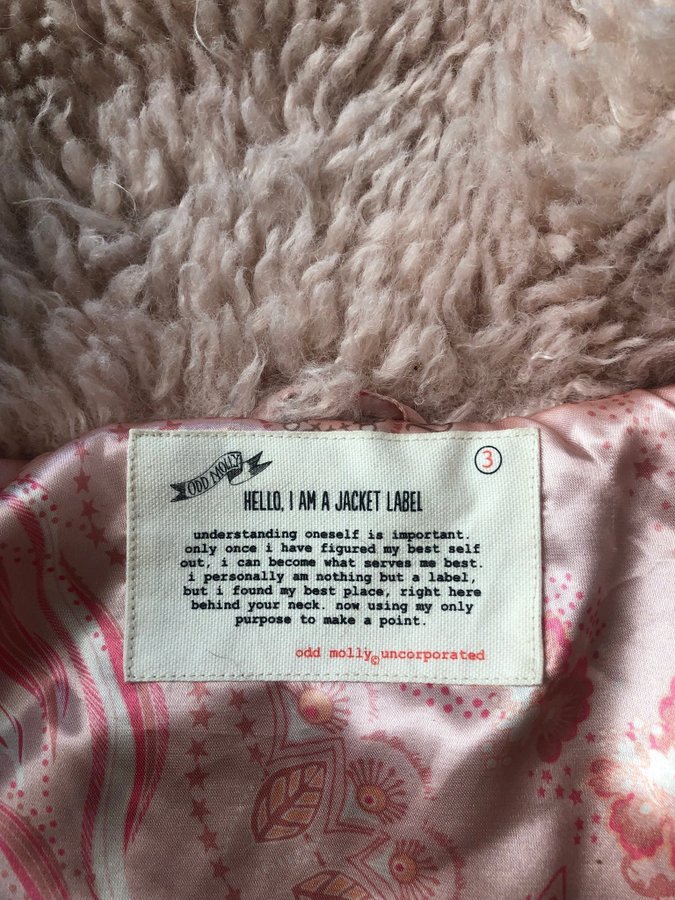 ODD MOLLY
3
HELLO, I AM A JACKET LABEL
understanding oneself is important.
only once i have figured my best self
out, i can become what serves me best.
i personally am nothing but a label,
but i found my best place, right here
behind your neck. now using my only
purpose to make a point.
odd molly©uncorporated